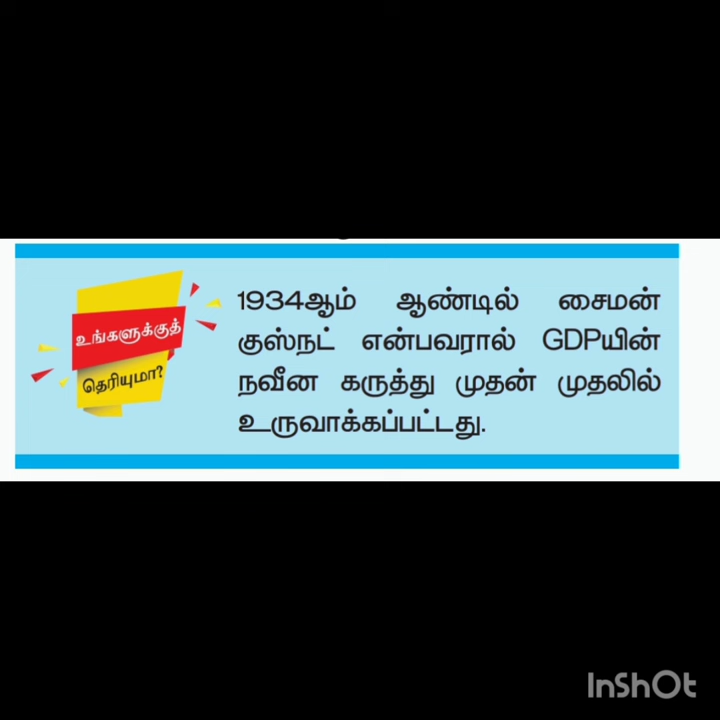 உங்களுக்குத்
தெரியுமா?
1934ஆம் ஆண்டில் சைமன்
குஸ்நட் என்பவரால் GDPயின்
நவீன கருத்து முதன் முதலில்
உருவாக்கப்பட்டது.
InShOt